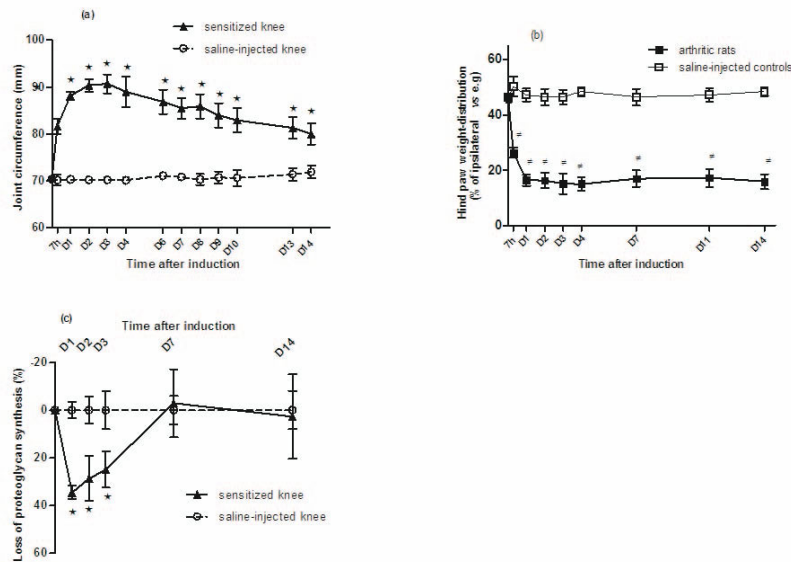 (a)
sensitized knee
saline-injected knee
Joint circumference (mm)
100
90
80
70
60
7h D1 D2 D3 D4 D6 D7 D8 D9 D10 D13 D14
Time after induction
(b)
arthritic rats
saline-injected controls
Hind paw weight-distribution
(% of ipsilateral vs e.g)
60
40
20
0
7h D1 D2 D3 D4 D7 D11 D14
Time after induction
(c)
Time after induction
D1 D2 D3 D7 D14
Loss of proteoglycan synthesis (%)
-20
0
20
40
60
sensitized knee
saline-injected knee